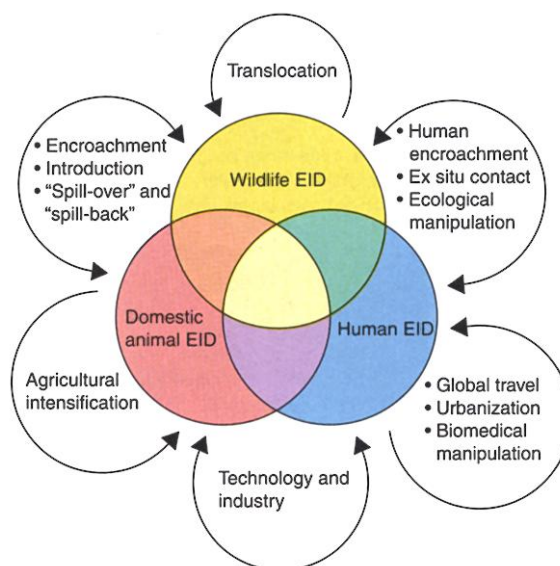 Translocation
• Encroachment
• Introduction
• "Spill-over" and
"spill-back"
Wildlife EID
• Human
encroachment
• Ex situ contact
• Ecological
manipulation
Domestic
animal EID
Human EID
Agricultural
intensification
• Global travel
• Urbanization
• Biomedical
manipulation
Technology and
industry